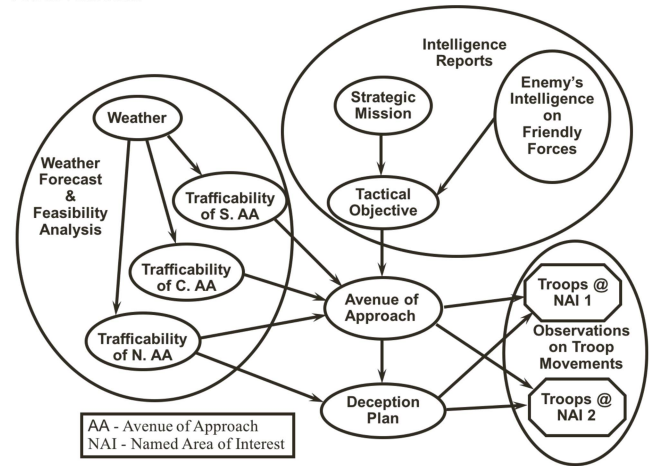 Intelligence
Reports
Strategic
Mission
Enemy's
Intelligence
on
Friendly
Forces
Tactical
Objective
Weather
Weather
Forecast
&
Feasibility
Analysis
Trafficability
of S. AA
Trafficability
of C. AA
Trafficability
of N. AA
Avenue of
Approach
Deception
Plan
Troops @
NAI 1
Observations
on Troop
Movements
Troops @
NAI 2
AA - Avenue of Approach
NAI - Named Area of Interest